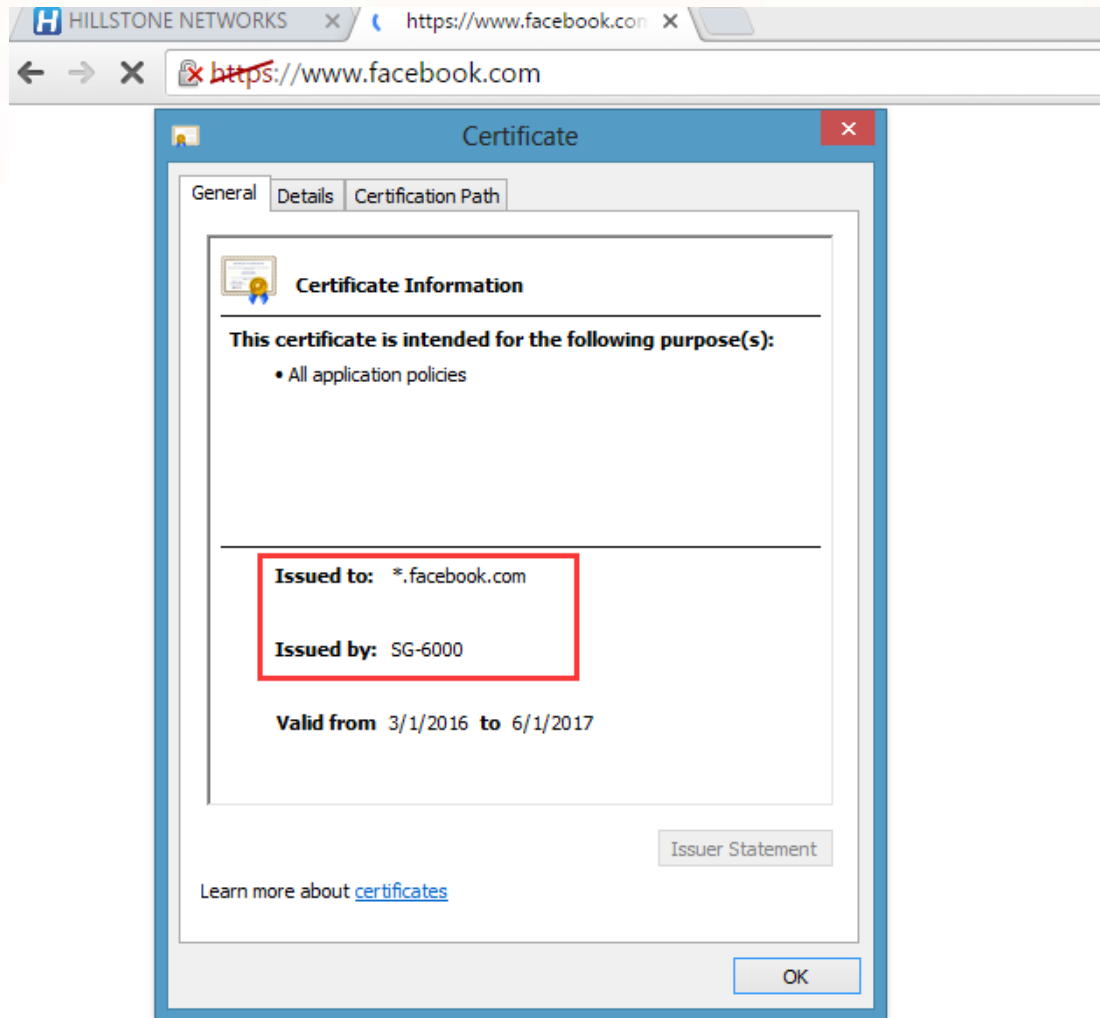 HILLSTONE NETWORKS
https://www.facebook.com
https://www.facebook.com
Certificate
General Details Certification Path
Certificate Information
This certificate is intended for the following purpose(s):
• All application policies
Issued to: *.facebook.com
Issued by: SG-6000
Valid from 3/1/2016 to 6/1/2017
Issuer Statement
Learn more about certificates
OK